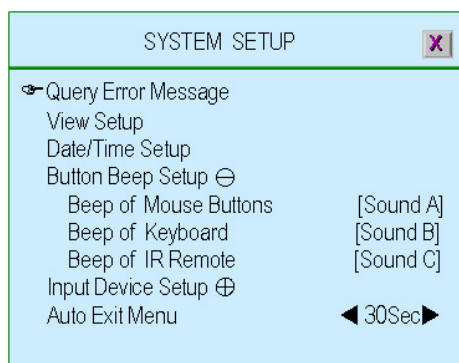 SYSTEM SETUP X
☞ Query Error Message
View Setup
Date/Time Setup
Button Beep Setup ⊖
Beep of Mouse Buttons [Sound A]
Beep of Keyboard [Sound B]
Beep of IR Remote [Sound C]
Input Device Setup ⊕
Auto Exit Menu ◀ 30Sec▶